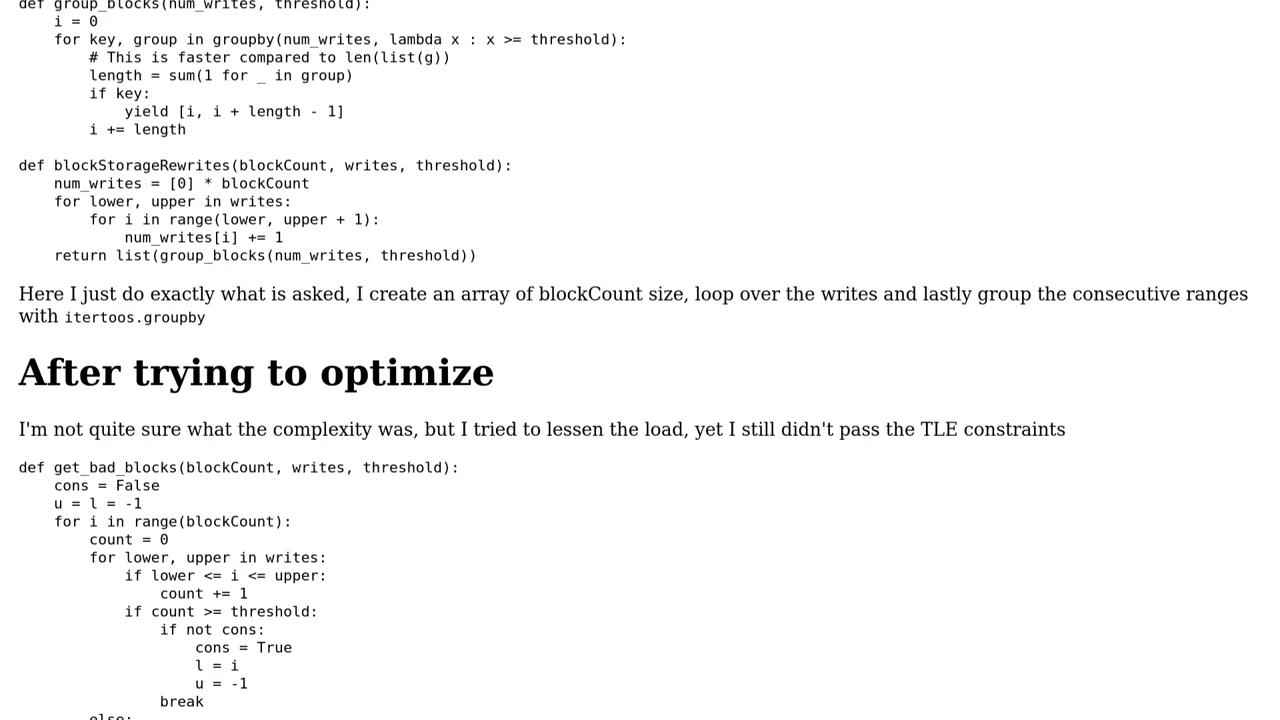 def group_blocks(num_writes, threshold):
    i = 0
    for key, group in groupby(num_writes, lambda x : x >= threshold):
        # This is faster compared to len(list(g))
        length = sum(1 for _ in group)
        if key:
            yield [i, i + length - 1]
        i += length

def blockStorageRewrites(blockCount, writes, threshold):
    num_writes = [0] * blockCount
    for lower, upper in writes:
        for i in range(lower, upper + 1):
            num_writes[i] += 1
    return list(group_blocks(num_writes, threshold))

Here I just do exactly what is asked, I create an array of blockCount size, loop over the writes and lastly group the consecutive ranges
with itertoos.groupby

After trying to optimize

I'm not quite sure what the complexity was, but I tried to lessen the load, yet I still didn't pass the TLE constraints

def get_bad_blocks(blockCount, writes, threshold):
    cons = False
    u = l = -1
    for i in range(blockCount):
        count = 0
        for lower, upper in writes:
            if lower <= i <= upper:
                count += 1
            if count >= threshold:
                if not cons:
                    cons = True
                    l = i
                    u = -1
                break
        else: